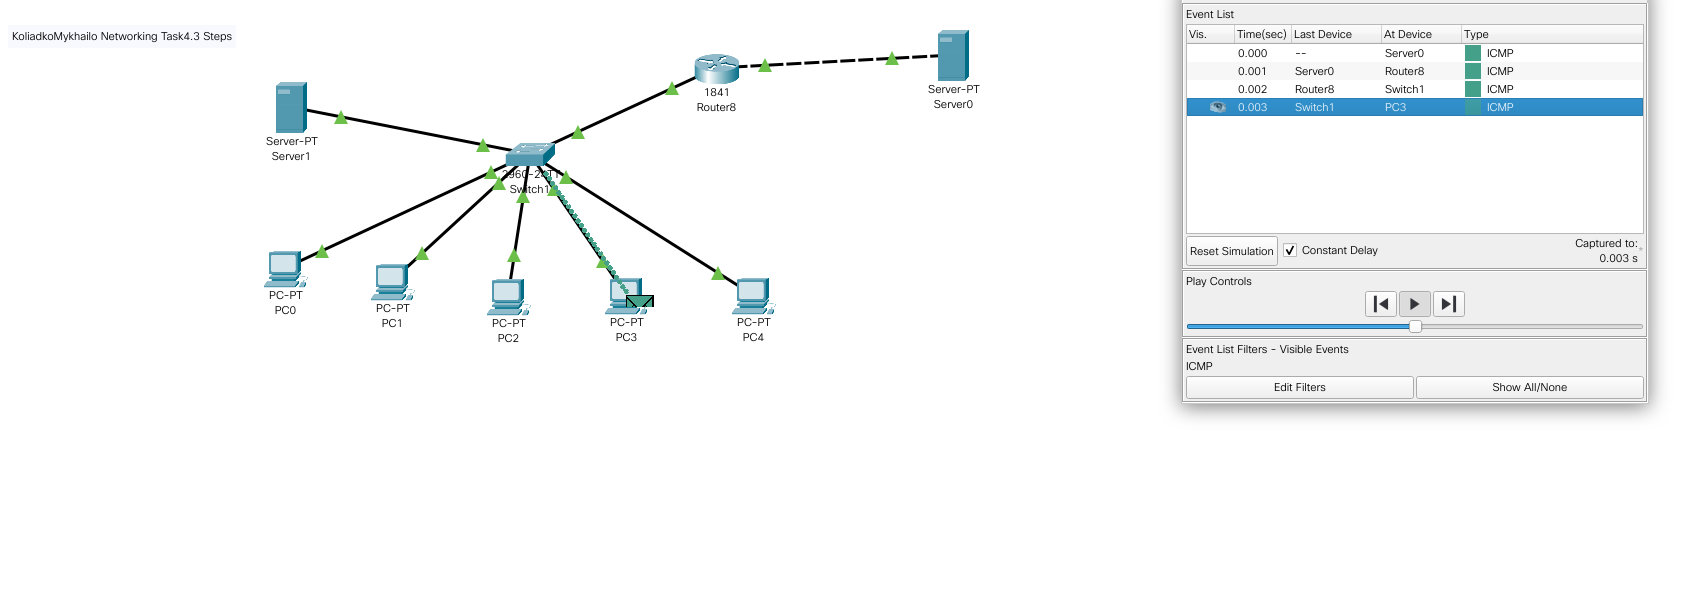 KoliadkoMykhailo Networking Task4.3 Steps
1841
Router8
Server-PT
Server0
Server-PT
Server1
Switch1
PC-PT
PC0
PC-PT
PC1
PC-PT
PC2
PC-PT
PC3
PC-PT
PC4
Event List
Vis. Time(sec) Last Device At Device Type
0.000 -- Server0 ICMP
0.001 Server0 Router8 ICMP
0.002 Router8 Switch1 ICMP
0.003 Switch1 PC3 ICMP
Reset Simulation Constant Delay Captured to:
0.003 s
Play Controls
Event List Filters - Visible Events
ICMP
Edit Filters Show All/None